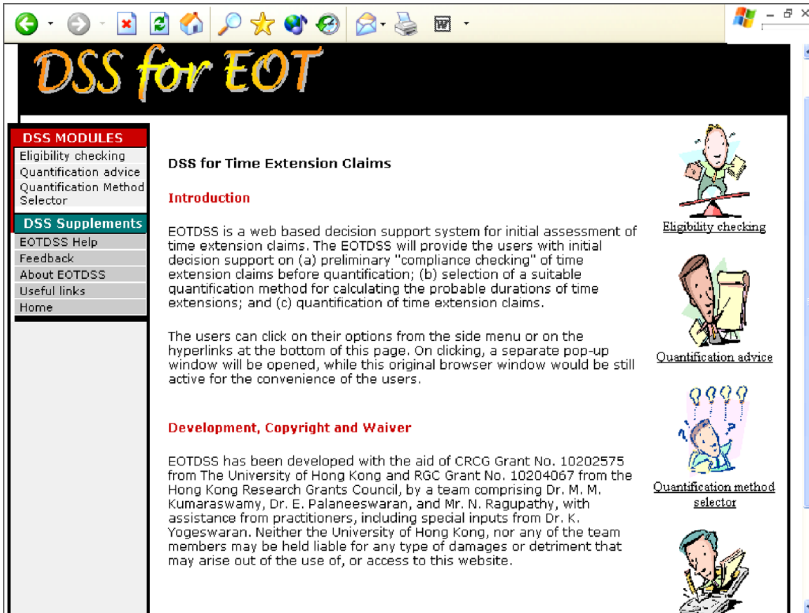 DSS for EOT
DSS MODULES
Eligibility checking
Quantification advice
Quantification Method
Selector
DSS Supplements
EOTDSS Help
Feedback
About EOTDSS
Useful links
Home
DSS for Time Extension Claims
Introduction
EOTDSS is a web based decision support system for initial assessment of
time extension claims. The EOTDSS will provide the users with initial
decision support on (a) preliminary "compliance checking" of time
extension claims before quantification; (b) selection of a suitable
quantification method for calculating the probable durations of time
extensions; and (c) quantification of time extension claims.
The users can click on their options from the side menu or on the
hyperlinks at the bottom of this page. On clicking, a separate pop-up
window will be opened, while this original browser window would be still
active for the convenience of the users.
Development, Copyright and Waiver
EOTDSS has been developed with the aid of CRCG Grant No. 10202575
from The University of Hong Kong and RGC Grant No. 10204067 from the
Hong Kong Research Grants Council, by a team comprising Dr. M. M.
Kumaraswamy, Dr. E. Palaneeswaran, and Mr. N. Ragupathy, with
assistance from practitioners, including special inputs from Dr. K.
Yogeswaran. Neither the University of Hong Kong, nor any of the team
members may be held liable for any type of damages or detriment that
may arise out of the use of, or access to this website.
Eligibility checking
Quantification advice
Quantification method
selector